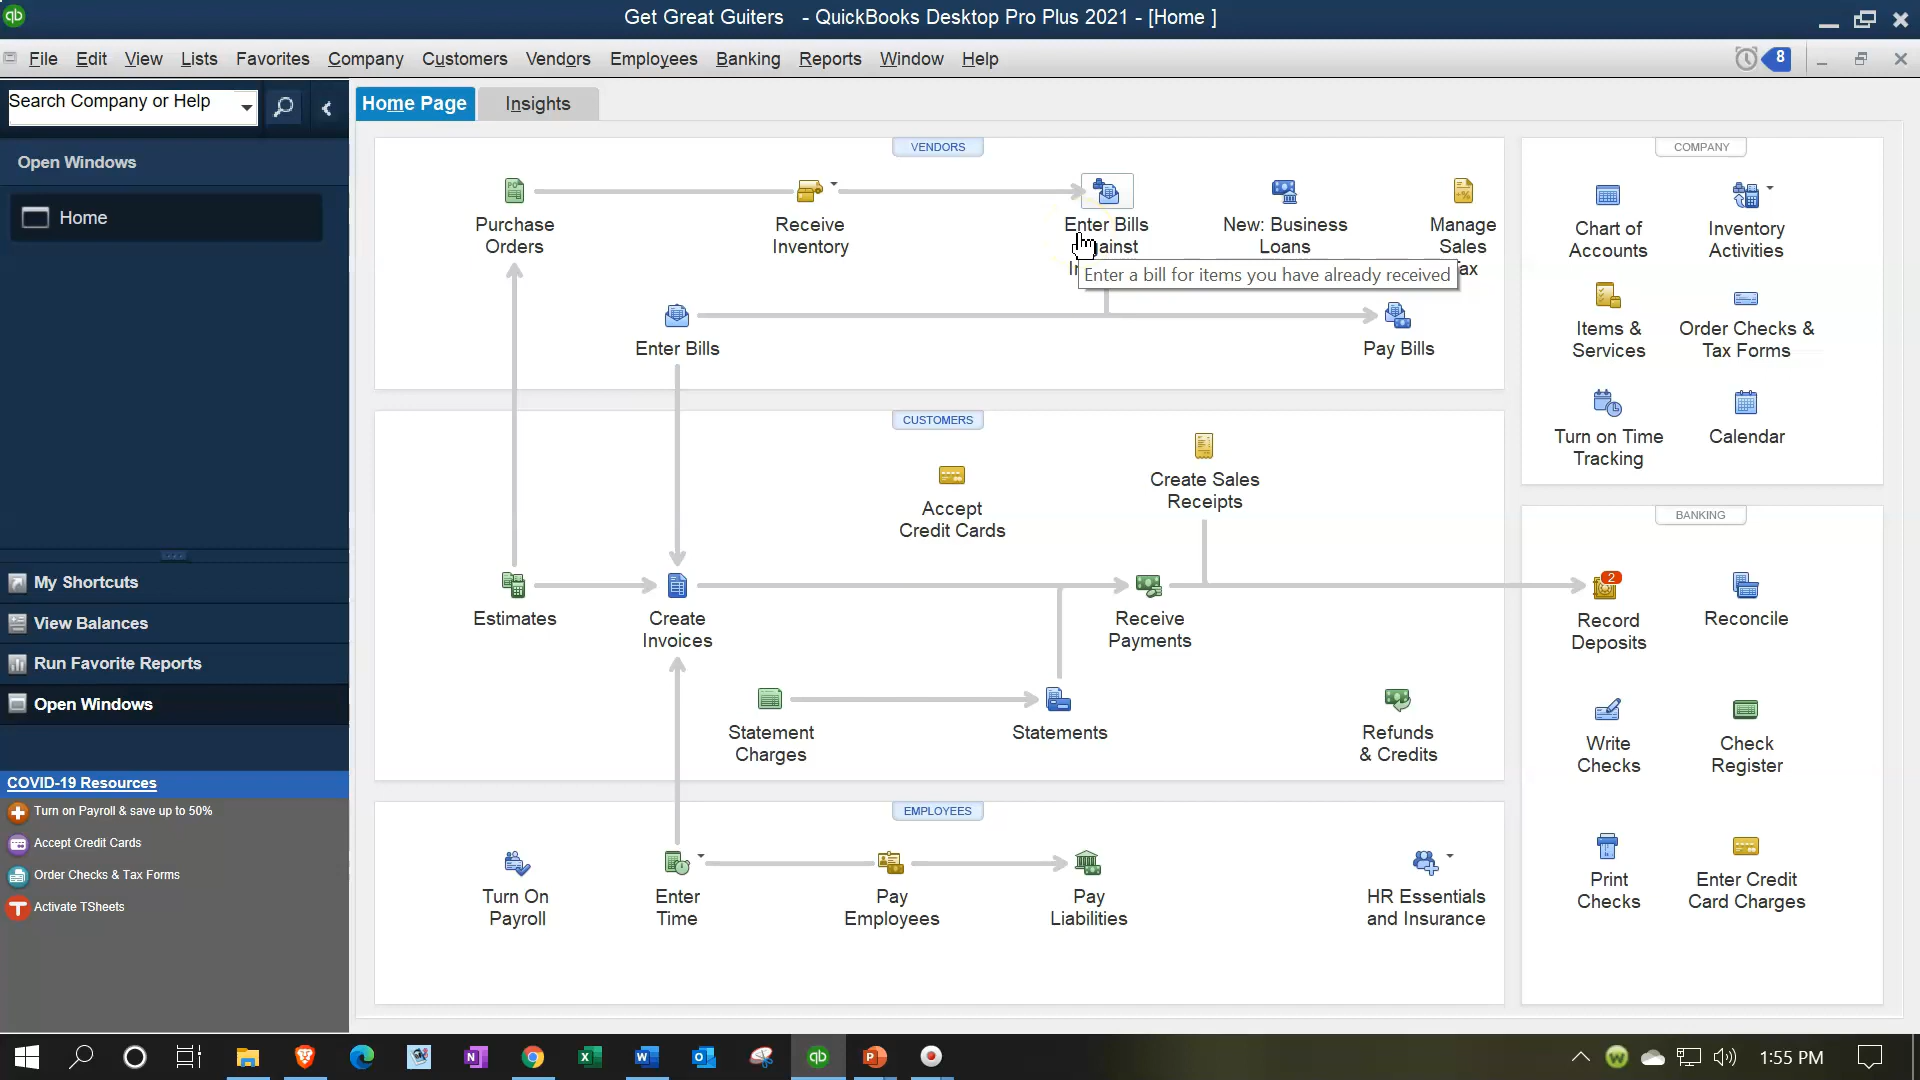 qb
Get Great Guiters - QuickBooks Desktop Pro Plus 2021 - [Home ]
File Edit View Lists Favorites Company Customers Vendors Employees Banking Reports Window Help
8
Search Company or Help
Home Page
Insights
Open Windows
Home
My Shortcuts
View Balances
Run Favorite Reports
Open Windows
COVID-19 Resources
Turn on Payroll & save up to 50%
Accept Credit Cards
Order Checks & Tax Forms
Activate TSheets
VENDORS
Purchase
Orders
Receive
Inventory
Enter Bills
New: Business
Loans
Manage
Sales
Enter a bill for items you have already received
Enter Bills
Pay Bills
CUSTOMERS
Accept
Credit Cards
Create Sales
Receipts
Estimates
Create
Invoices
Receive
Payments
Statement
Charges
Statements
Refunds
& Credits
EMPLOYEES
Turn On
Payroll
Enter
Time
Pay
Employees
Pay
Liabilities
HR Essentials
and Insurance
COMPANY
Chart of
Accounts
Inventory
Activities
Items &
Services
Order Checks &
Tax Forms
Turn on Time
Tracking
Calendar
BANKING
2
Record
Deposits
Reconcile
Write
Checks
Check
Register
Print
Checks
Enter Credit
Card Charges
1:55 PM